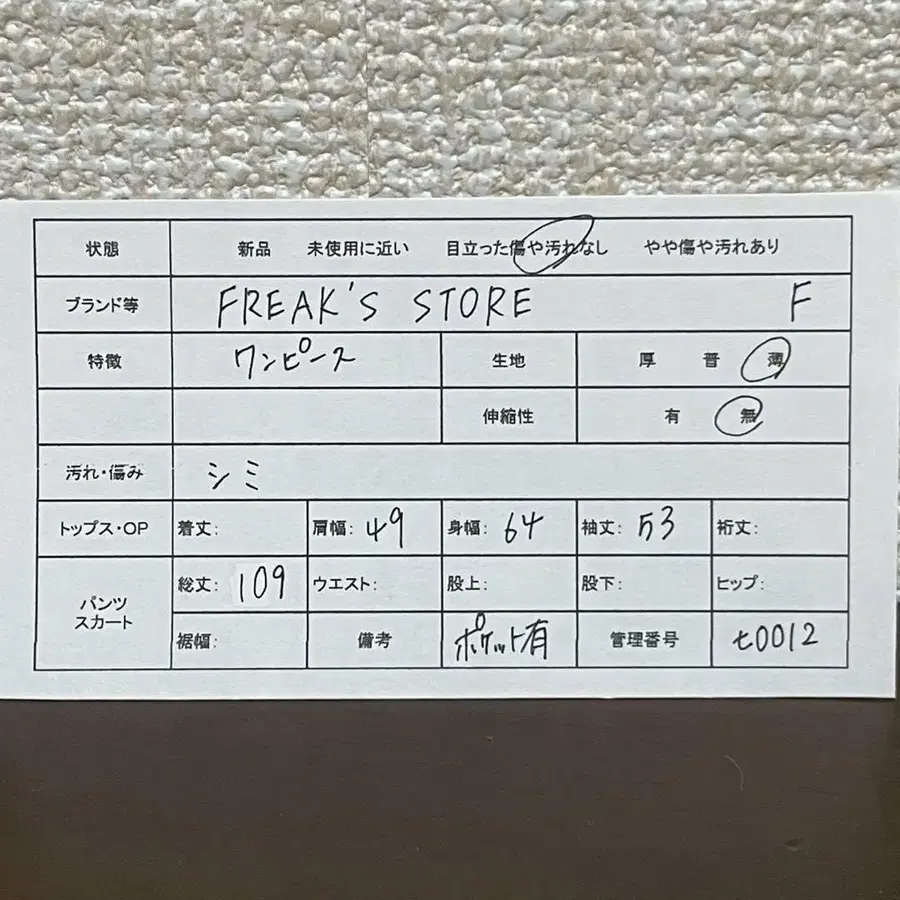 状態 新品 未使用に近い 目立った傷や汚れなし やや傷や汚れあり
ブランド等 FREAK'S STORE F
特徴 ワンピース 生地 厚 普 薄
伸縮性 有 無
汚れ・傷み シミ
トップス・OP 着丈: 肩幅: 49 身幅: 64 袖丈: 53 裄丈:
パンツ
スカート
総丈: 109 ウエスト: 股上: 股下: ヒップ:
裾幅: 備考 ポケット有 管理番号 t0012